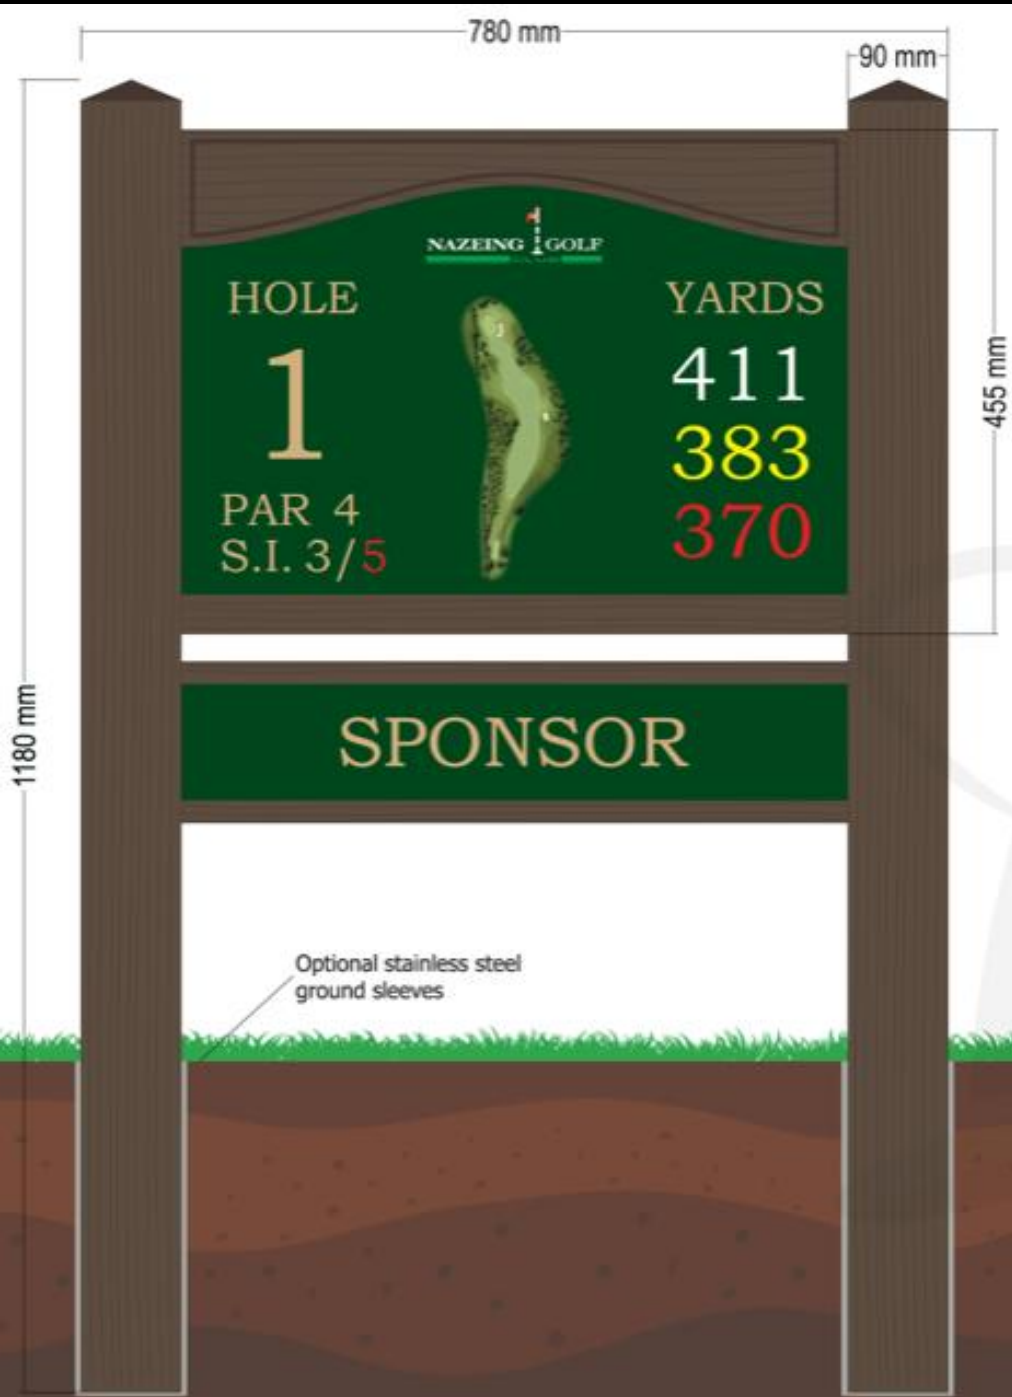 780 mm
90 mm
NAZEING GOLF
HOLE
1
PAR 4
S.I. 3/5
YARDS
411
383
370
455 mm
1180 mm
SPONSOR
Optional stainless steel
ground sleeves